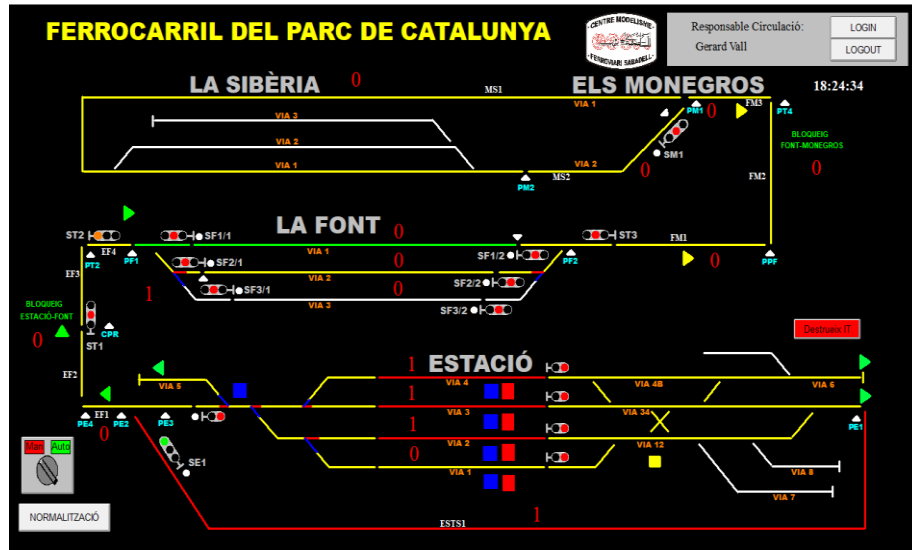 FERROCARRIL DEL PARC DE CATALUNYA
CENTRE MODELISME
FERROVIARI SABADELL
Responsable Circulació:
Gerard Vall
LOGIN
LOGOUT
LA SIBÈRIA 0
MS1
ELS MONEGROS
18:24:34
VIA 1
PM1 0
FM3
PT4
VIA 3
SM1
BLOQUEIG
FONT-MONEGROS
0
VIA 2
VIA 1
PM2
MS2
VIA 2
0
FM2
LA FONT 0
ST2
EF4
PT2
PF1
SF1/1
VIA 1
SF1/2
PF2
ST3
FM1
0
PPF
EF3
SF2/1
VIA 2
0
SF2/2
1
SF3/1
VIA 3
0
SF3/2
BLOQUEIG
ESTACIÓ-FONT
0
CPR
ST1
Destrueix IT
EF2
ESTACIÓ
1
VIA 5
VIA 4
VIA 4B
VIA 6
1
EF1
PE4
PE2
PE3
VIA 3
VIA 34
PE1
0
1
VIA 2
VIA 12
Man Auto
SE1
0
VIA 1
VIA 8
VIA 7
NORMALITZACIÓ
ESTS1
1